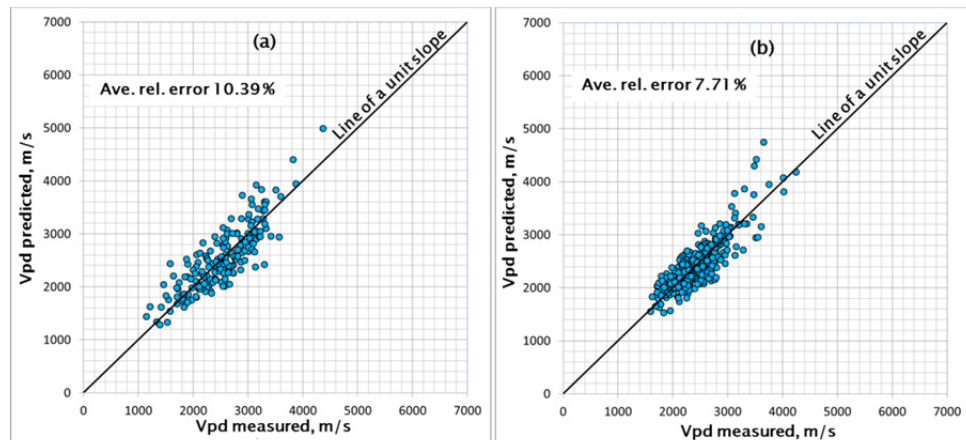 (a)
Ave. rel. error 10.39%
Line of a unit slope
Vpd predicted, m/s
7000
6000
5000
4000
3000
2000
1000
0
0 1000 2000 3000 4000 5000 6000 7000
Vpd measured, m/s
(b)
Ave. rel. error 7.71%
Line of a unit slope
Vpd predicted, m/s
7000
6000
5000
4000
3000
2000
1000
0
0 1000 2000 3000 4000 5000 6000 7000
Vpd measured, m/s